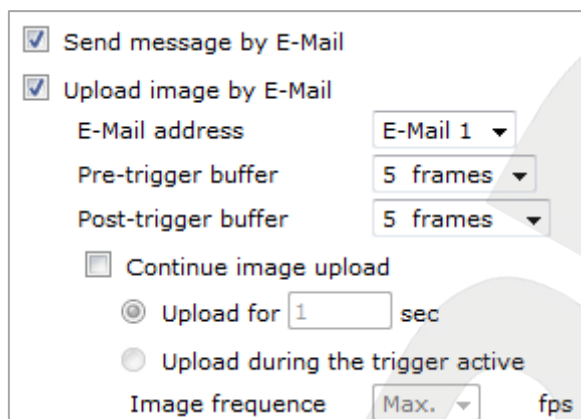 Send message by E-Mail
Upload image by E-Mail
E-Mail address E-Mail 1
Pre-trigger buffer 5 frames
Post-trigger buffer 5 frames
Continue image upload
Upload for 1 sec
Upload during the trigger active
Image frequence Max. fps